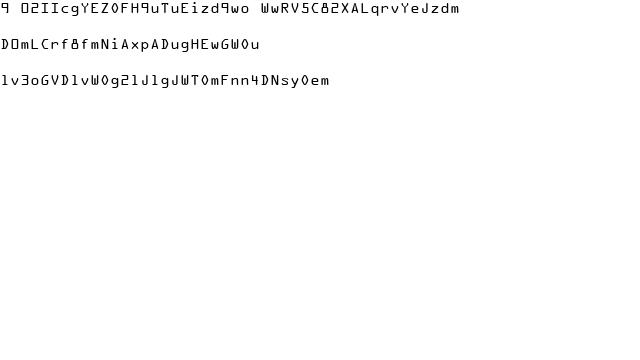 9 O2IIcgYEZ0FH9uTuEizd9wo WwRV5C82XALqrvYeJzdm
D0mLCrf8fmNiAxpADugHEwGW0u
lv3oGVDlvW0g2lJlgJWT0mFnn4DNsy0em